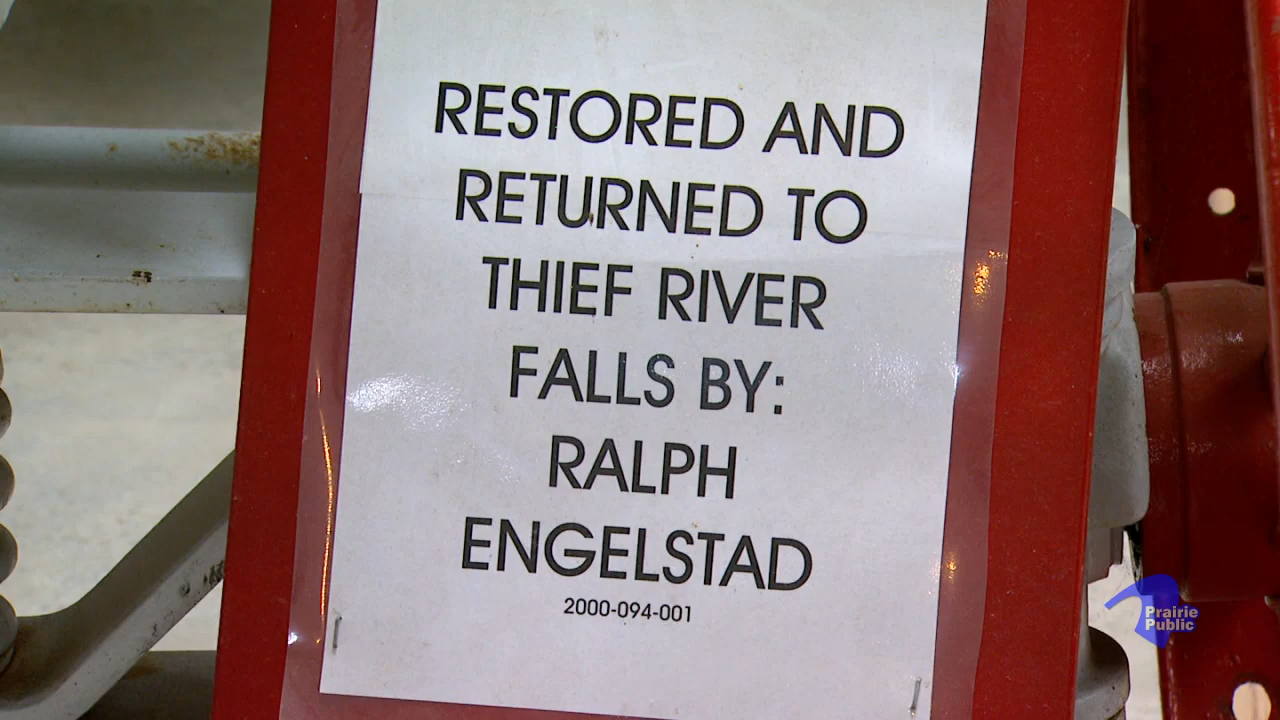 RESTORED AND
RETURNED TO
THIEF RIVER
FALLS BY:
RALPH
ENGELSTAD
2000-094-001
Prairie
Public